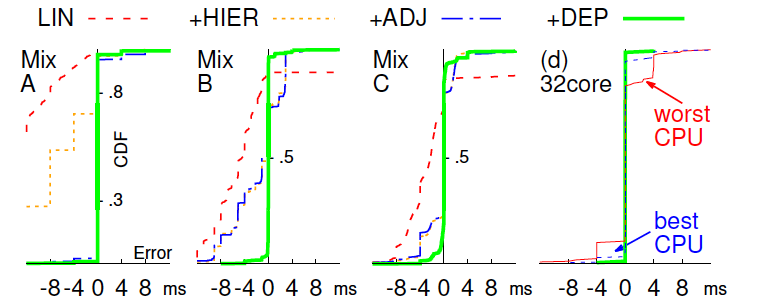 LIN +HIER +ADJ +DEP
Mix A
Mix B
Mix C
(d) 32core
.8
CDF
.3
Error
.5
.5
worst CPU
best CPU
-8 -4 0 4 8 ms
-8 -4 0 4 8 ms
-8 -4 0 4 8 ms
-8 -4 0 4 8 ms